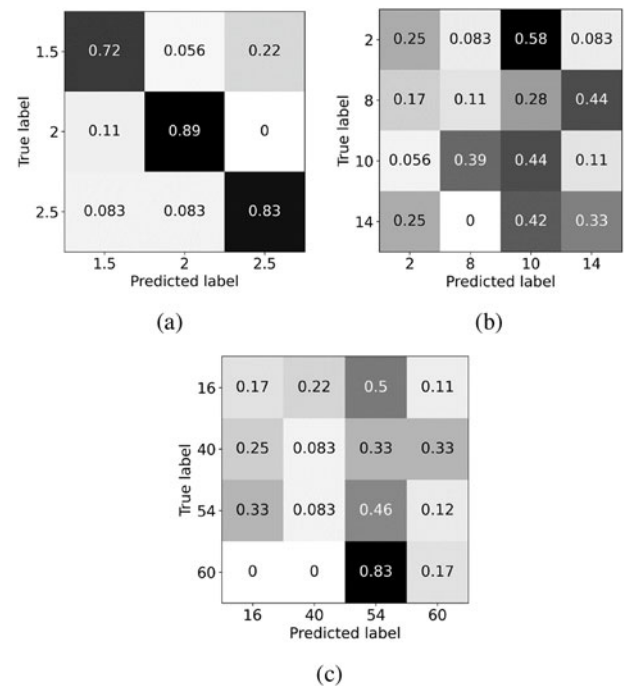 1.5 0.72 0.056 0.22
2 0.11 0.89 0
2.5 0.083 0.083 0.83
True label
1.5 2 2.5
Predicted label
(a)
2 0.25 0.083 0.58 0.083
8 0.17 0.11 0.28 0.44
10 0.056 0.39 0.44 0.11
14 0.25 0 0.42 0.33
True label
2 8 10 14
Predicted label
(b)
16 0.17 0.22 0.5 0.11
40 0.25 0.083 0.33 0.33
54 0.33 0.083 0.46 0.12
60 0 0 0.83 0.17
True label
16 40 54 60
Predicted label
(c)